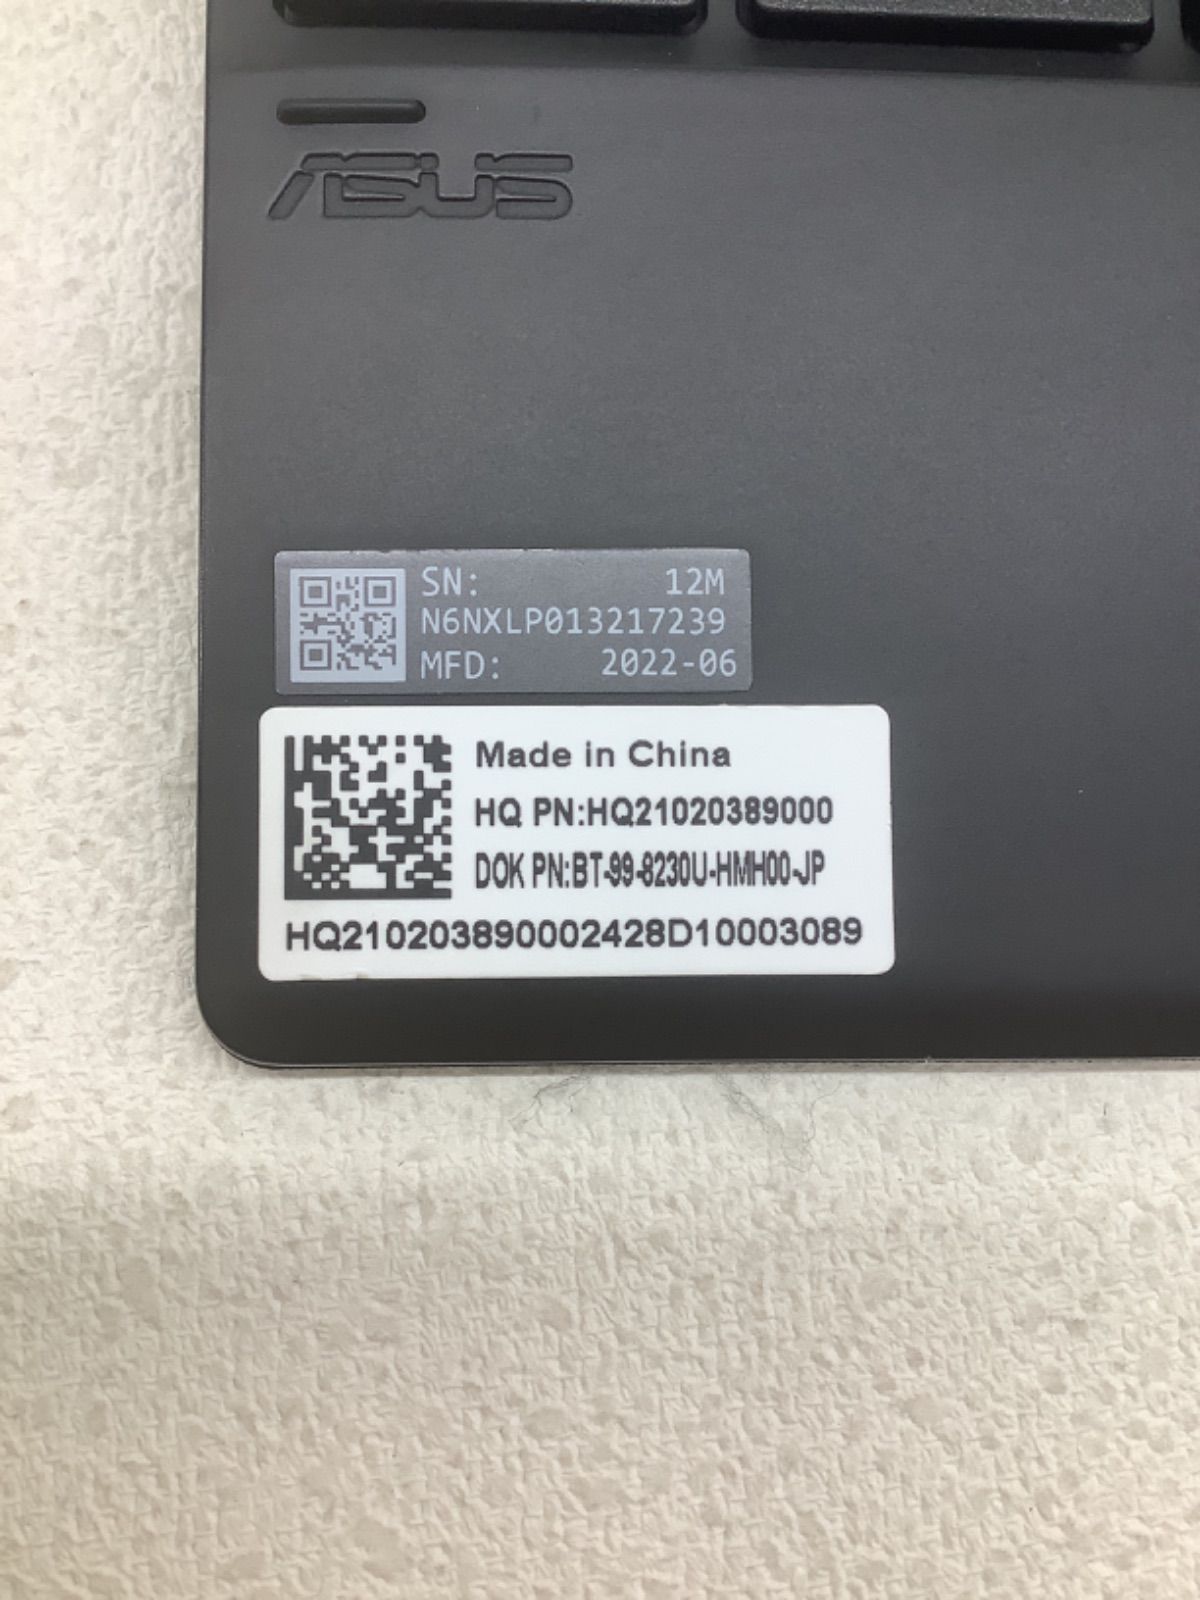 ASUS
SN: 12M
N6NXLP013217239
MFD: 2022-06
Made in China
HQ PN:HQ21020389000
DOK PN:BT-99-8230U-HMH00-JP
HQ210203890002428D10003089